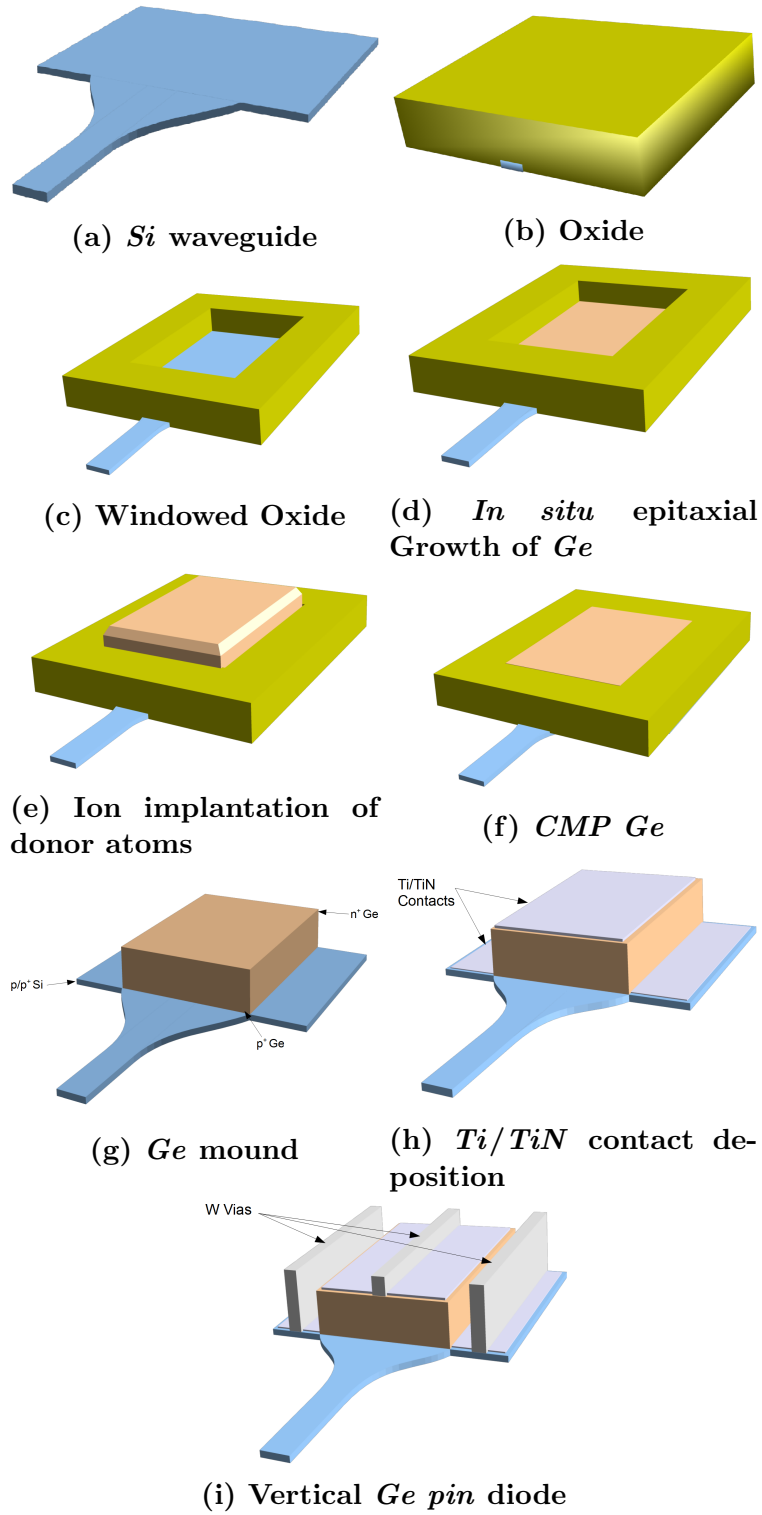 (a) Si waveguide
(b) Oxide
(c) Windowed Oxide
(d) In situ epitaxial
Growth of Ge
(e) Ion implantation of
donor atoms
(f) CMP Ge
n+ Ge
p/p+ Si
p+ Ge
(g) Ge mound
Ti/TiN
Contacts
(h) Ti/TiN contact de-
position
W Vias
(i) Vertical Ge pin diode